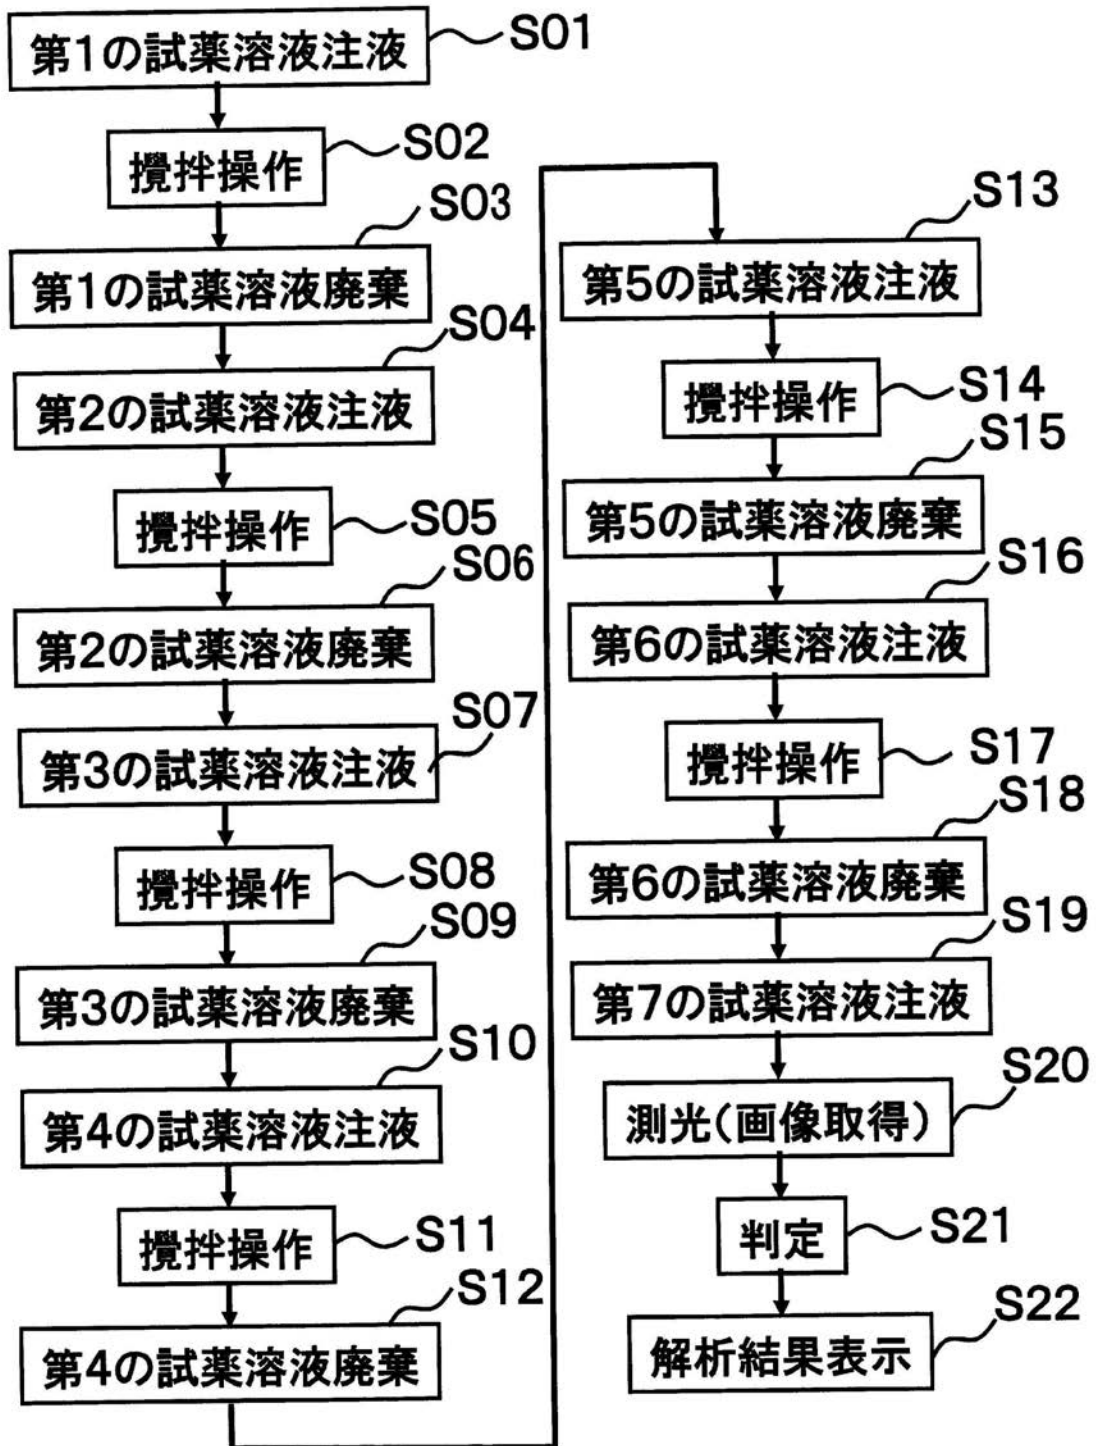 第1の試薬溶液注液
S01
攪拌操作
S02
第1の試薬溶液廃棄
S03
第2の試薬溶液注液
S04
攪拌操作
S05
第2の試薬溶液廃棄
S06
第3の試薬溶液注液
S07
攪拌操作
S08
第3の試薬溶液廃棄
S09
第4の試薬溶液注液
S10
攪拌操作
S11
第4の試薬溶液廃棄
S12
第5の試薬溶液注液
S13
攪拌操作
S14
第5の試薬溶液廃棄
S15
第6の試薬溶液注液
S16
攪拌操作
S17
第6の試薬溶液廃棄
S18
第7の試薬溶液注液
S19
測光(画像取得)
S20
判定
S21
解析結果表示
S22